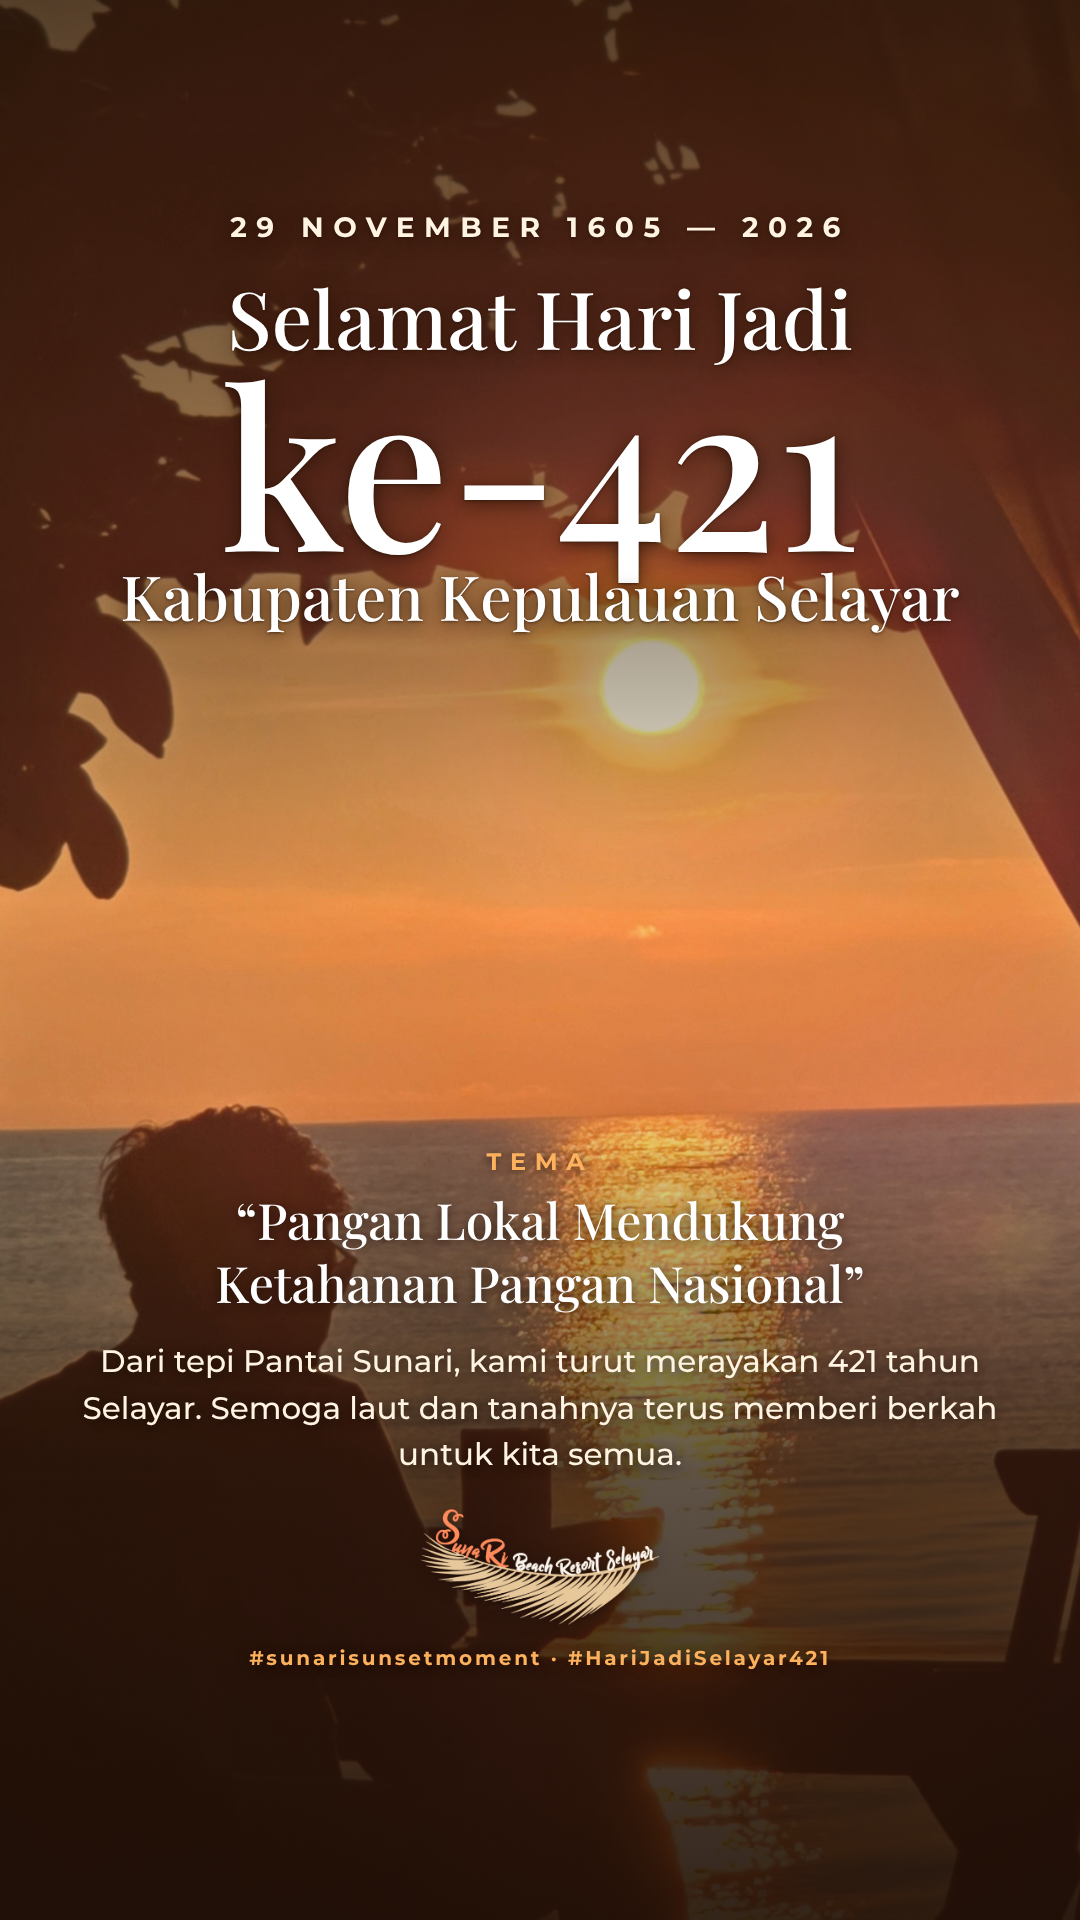 29 NOVEMBER 1605 — 2026
Selamat Hari Jadi
ke-421
Kabupaten Kepulauan Selayar
TEMA
“Pangan Lokal Mendukung
Ketahanan Pangan Nasional”
Dari tepi Pantai Sunari, kami turut merayakan 421 tahun
Selayar. Semoga laut dan tanahnya terus memberi berkah
untuk kita semua.
SunaRi Beach Resort Selayar
#sunarisunsetmoment · #HariJadiSelayar421